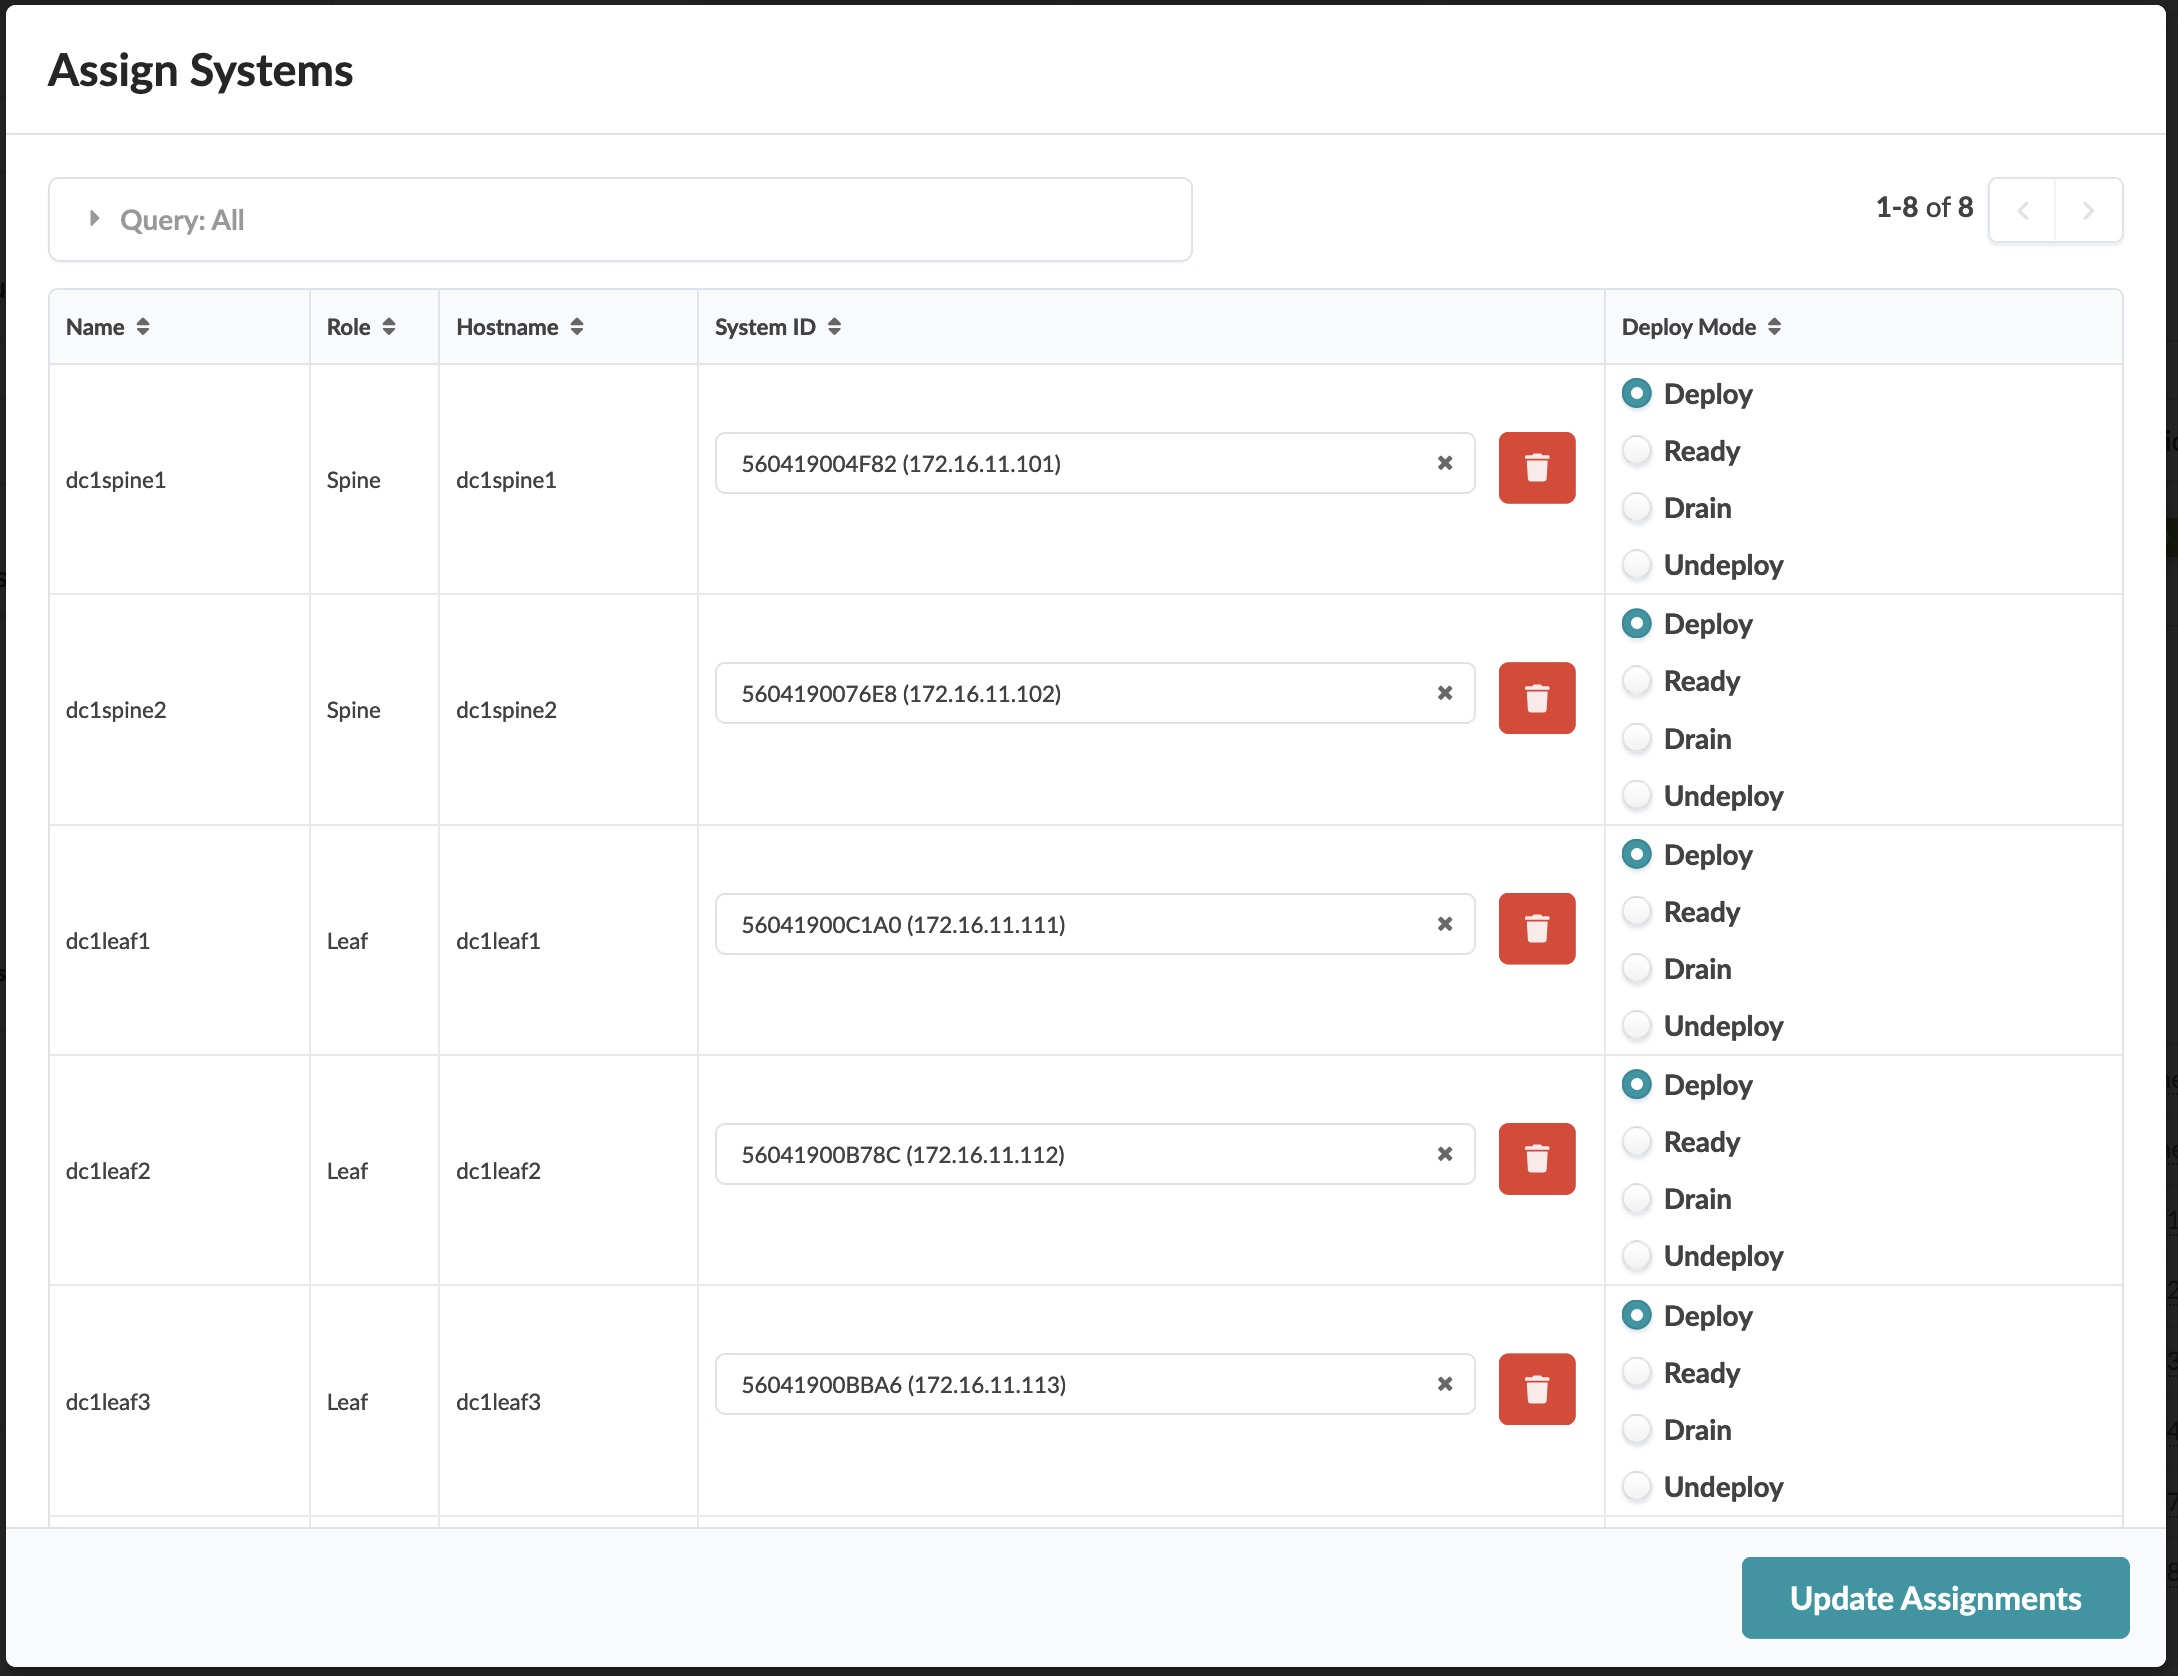 Assign Systems
Query: All
1-8 of 8
Name Role Hostname System ID Deploy Mode
dc1spine1 Spine dc1spine1 560419004F82 (172.16.11.101)
Deploy
Ready
Drain
Undeploy
dc1spine2 Spine dc1spine2 5604190076E8 (172.16.11.102)
Deploy
Ready
Drain
Undeploy
dc1leaf1 Leaf dc1leaf1 56041900C1A0 (172.16.11.111)
Deploy
Ready
Drain
Undeploy
dc1leaf2 Leaf dc1leaf2 56041900B78C (172.16.11.112)
Deploy
Ready
Drain
Undeploy
dc1leaf3 Leaf dc1leaf3 56041900BBA6 (172.16.11.113)
Deploy
Ready
Drain
Undeploy
Update Assignments